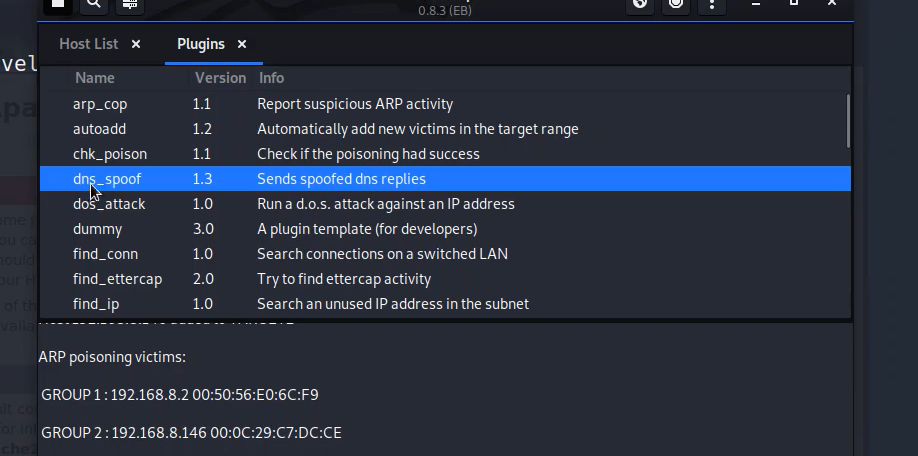 0.8.3 (EB)
Host List × Plugins ×
Name Version Info
arp_cop 1.1 Report suspicious ARP activity
autoadd 1.2 Automatically add new victims in the target range
chk_poison 1.1 Check if the poisoning had success
dns_spoof 1.3 Sends spoofed dns replies
dos_attack 1.0 Run a d.o.s. attack against an IP address
dummy 3.0 A plugin template (for developers)
find_conn 1.0 Search connections on a switched LAN
find_ettercap 2.0 Try to find ettercap activity
find_ip 1.0 Search an unused IP address in the subnet
ARP poisoning victims:
GROUP 1 : 192.168.8.2 00:50:56:E0:6C:F9
GROUP 2 : 192.168.8.146 00:0C:29:C7:DC:CE